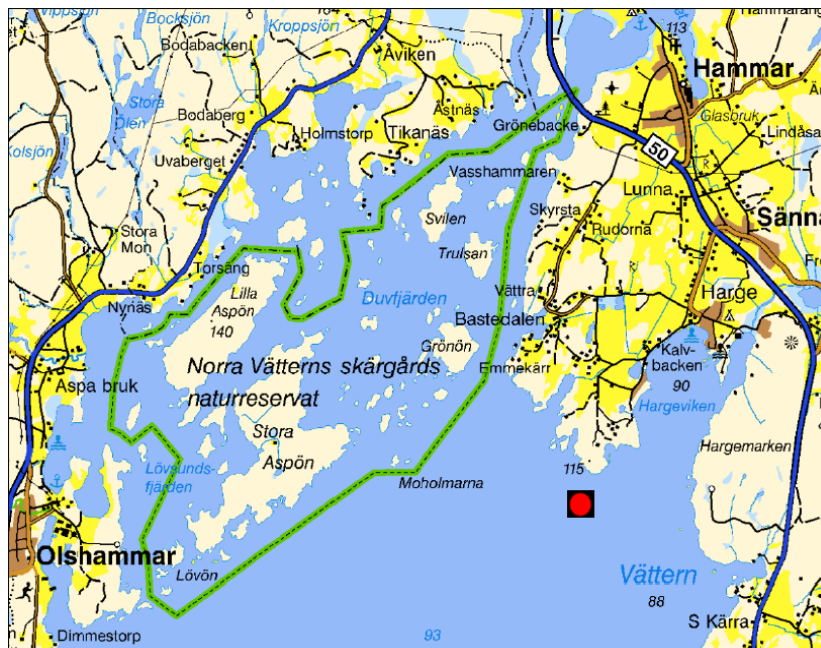 Vippsjön
Bocksjön
Kroppsjön
Hammar
113
Bodabacken
Åviken
Stora
Ölen
Bodaberg
Holmstorp
Tikanäs
Åstnäs
Grönebacke
Glasbruk
Lindåsa
Kolsjön
Uvaberget
50
Vasshammaren
Lunna
Skyrsta
Svilen
Rudorna
Sänna
Stora
Mon
Torsäng
Trulsan
Lilla
Aspön
140
Duvfjärden
Vättra
Harge
Nynäs
Bastedalen
Grönön
Emmekärr
Kalv-
backen
90
Norra Vätterns skärgårds
naturreservat
Aspa bruk
Hargeviken
Stora
Aspön
Hargemarken
Lövsunds-
fjärden
Moholmarna
115
Olshammar
Lövön
Vättern
88
S Kärra
Dimmestorp
93